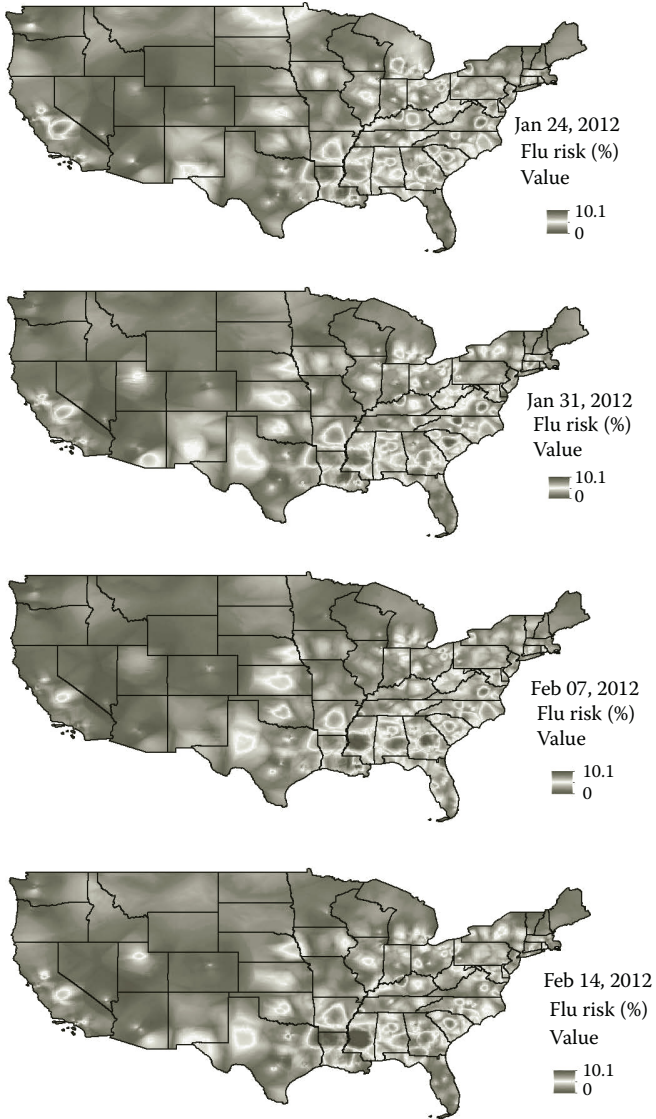 Jan 24, 2012
Flu risk (%)
Value
10.1
0
Jan 31, 2012
Flu risk (%)
Value
10.1
0
Feb 07, 2012
Flu risk (%)
Value
10.1
0
Feb 14, 2012
Flu risk (%)
Value
10.1
0